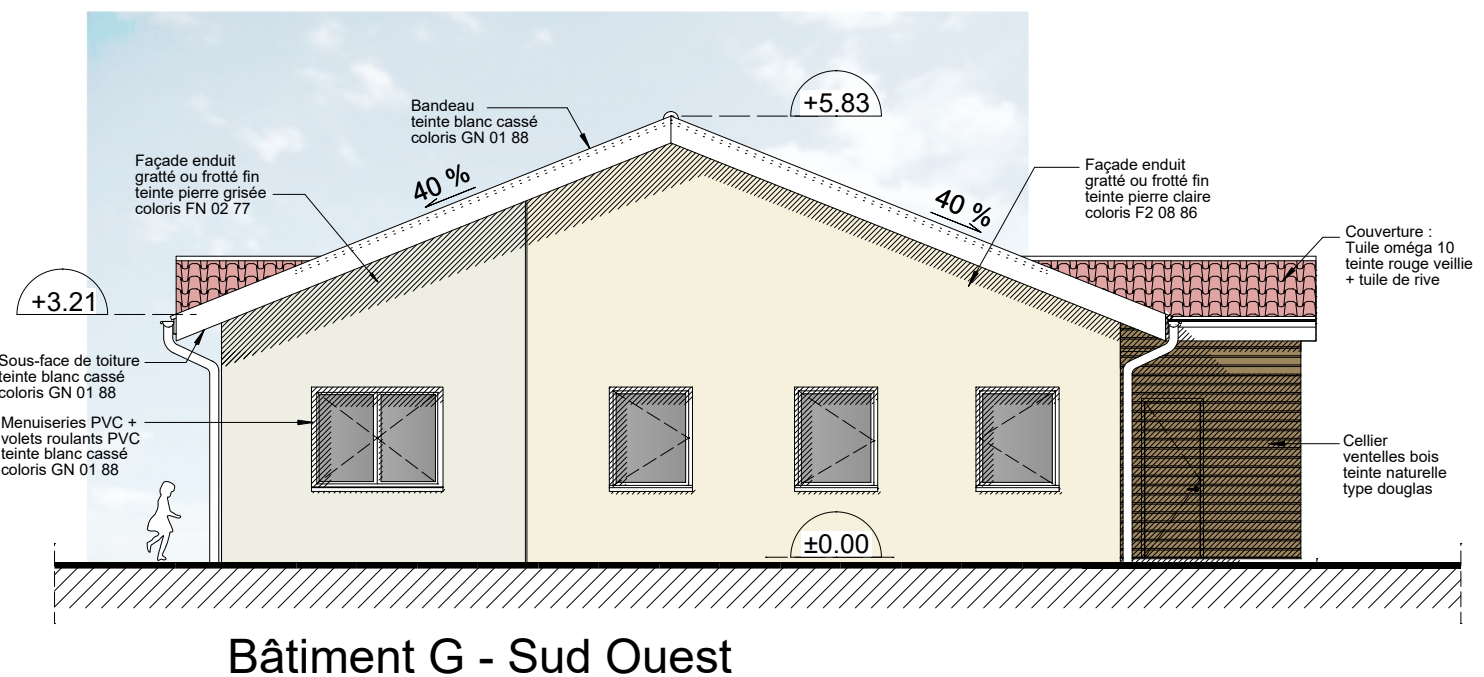 +5.83
Bandeau
teinte blanc cassé
coloris GN 01 88
Façade enduit
gratté ou frotté fin
teinte pierre grisée
coloris FN 02 77
40 %
40 %
Façade enduit
gratté ou frotté fin
teinte pierre claire
coloris F2 08 86
Couverture :
Tuile oméga 10
teinte rouge veillie
+ tuile de rive
+3.21
Sous-face de toiture
teinte blanc cassé
coloris GN 01 88
Menuiseries PVC +
volets roulants PVC
teinte blanc cassé
coloris GN 01 88
Cellier
ventelles bois
teinte naturelle
type douglas
±0.00
Bâtiment G - Sud Ouest